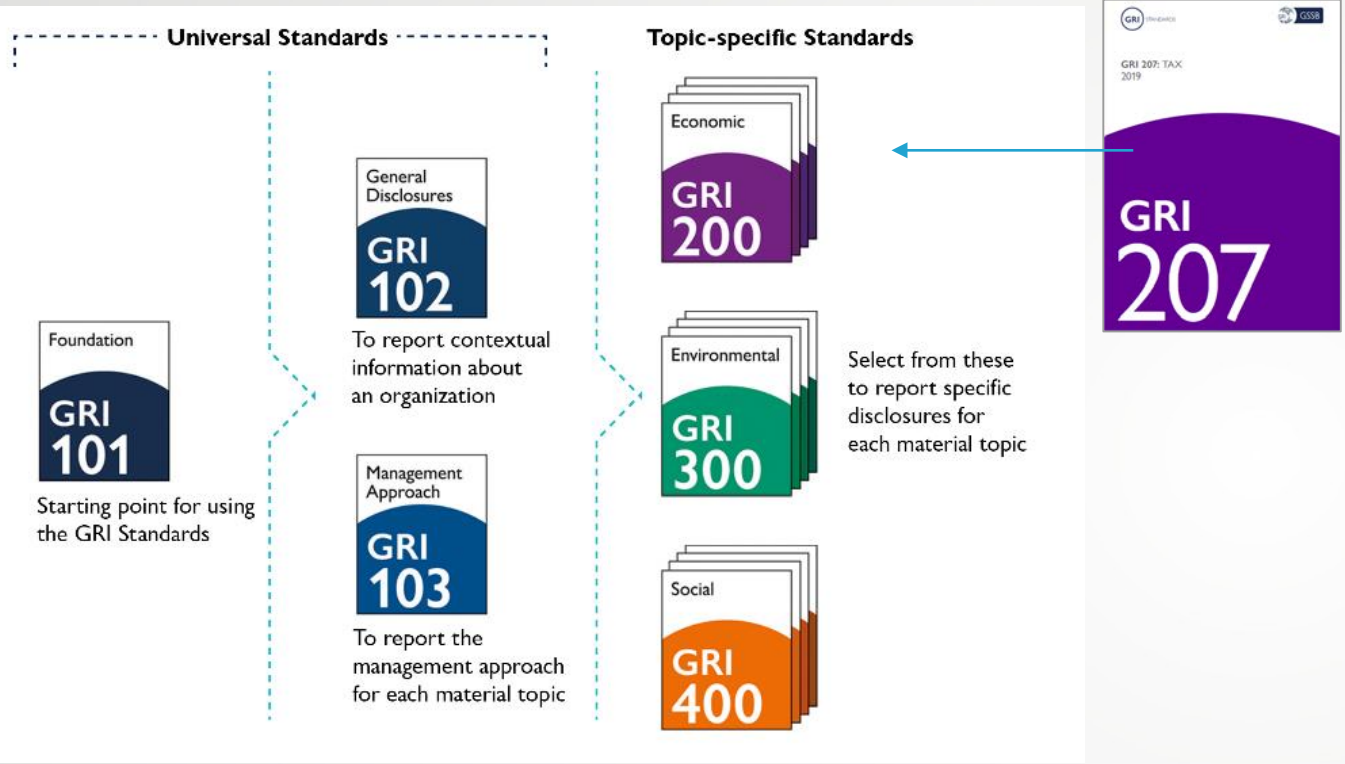 Universal Standards
Topic-specific Standards
Foundation
GRI
101
Starting point for using
the GRI Standards
General
Disclosures
GRI
102
To report contextual
information about
an organization
Management
Approach
GRI
103
To report the
management approach
for each material topic
Economic
GRI
200
Environmental
GRI
300
Social
GRI
400
Select from these
to report specific
disclosures for
each material topic
GRI STANDARDS
GSSB
GRI 207: TAX
2019
GRI
207